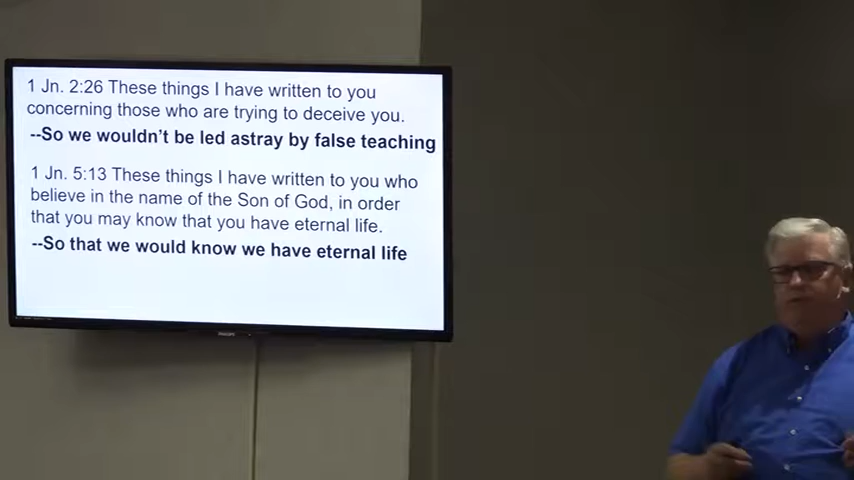 1 Jn. 2:26 These things I have written to you
concerning those who are trying to deceive you.
--So we wouldn't be led astray by false teaching
1 Jn. 5:13 These things I have written to you who
believe in the name of the Son of God, in order
that you may know that you have eternal life.
--So that we would know we have eternal life
PHILIPS